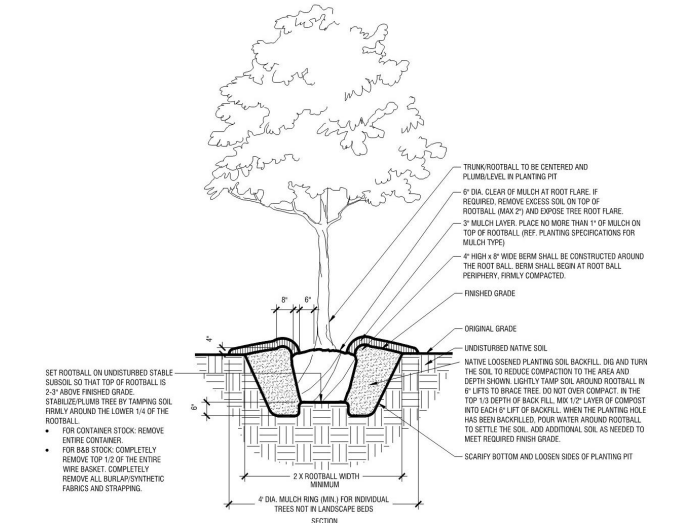 TRUNK/ROOTBALL TO BE CENTERED AND
PLUMB/LEVEL IN PLANTING PIT
6" DIA. CLEAR OF MULCH AT ROOT FLARE. IF
REQUIRED, REMOVE EXCESS SOIL ON TOP OF
ROOTBALL (MAX 2") AND EXPOSE TREE ROOT FLARE.
3" MULCH LAYER. PLACE NO MORE THAN 1" OF MULCH ON
TOP OF ROOTBALL (REF. PLANTING SPECIFICATIONS FOR
MULCH TYPE)
4" HIGH x 8" WIDE BERM SHALL BE CONSTRUCTED AROUND
THE ROOT BALL. BERM SHALL BEGIN AT ROOT BALL
PERIPHERY, FIRMLY COMPACTED.
FINISHED GRADE
ORIGINAL GRADE
UNDISTURBED NATIVE SOIL
NATIVE LOOSENED PLANTING SOIL BACKFILL. DIG AND TURN
THE SOIL TO REDUCE COMPACTION TO THE AREA AND
DEPTH SHOWN. LIGHTLY TAMP SOIL AROUND ROOTBALL IN
6" LIFTS TO BRACE TREE. DO NOT OVER COMPACT. IN THE
TOP 1/3 DEPTH OF BACK FILL, MIX 1/2" LAYER OF COMPOST
INTO EACH 6" LIFT OF BACKFILL. WHEN THE PLANTING HOLE
HAS BEEN BACKFILLED, POUR WATER AROUND ROOTBALL
TO SETTLE THE SOIL. ADD ADDITIONAL SOIL AS NEEDED TO
MEET REQUIRED FINISH GRADE.
SCARIFY BOTTOM AND LOOSEN SIDES OF PLANTING PIT
8" 6"
4"
6"
SET ROOTBALL ON UNDISTURBED STABLE
SUBSOIL SO THAT TOP OF ROOTBALL IS
2-3" ABOVE FINISHED GRADE.
STABILIZE/PLUMB TREE BY TAMPING SOIL
FIRMLY AROUND THE LOWER 1/4 OF THE
ROOTBALL.
• FOR CONTAINER STOCK: REMOVE
ENTIRE CONTAINER.
• FOR B&B STOCK: COMPLETELY
REMOVE TOP 1/2 OF THE ENTIRE
WIRE BASKET. COMPLETELY
REMOVE ALL BURLAP/SYNTHETIC
FABRICS AND STRAPPING.
2 X ROOTBALL WIDTH
MINIMUM
4' DIA. MULCH RING (MIN.) FOR INDIVIDUAL
TREES NOT IN LANDSCAPE BEDS
SECTION